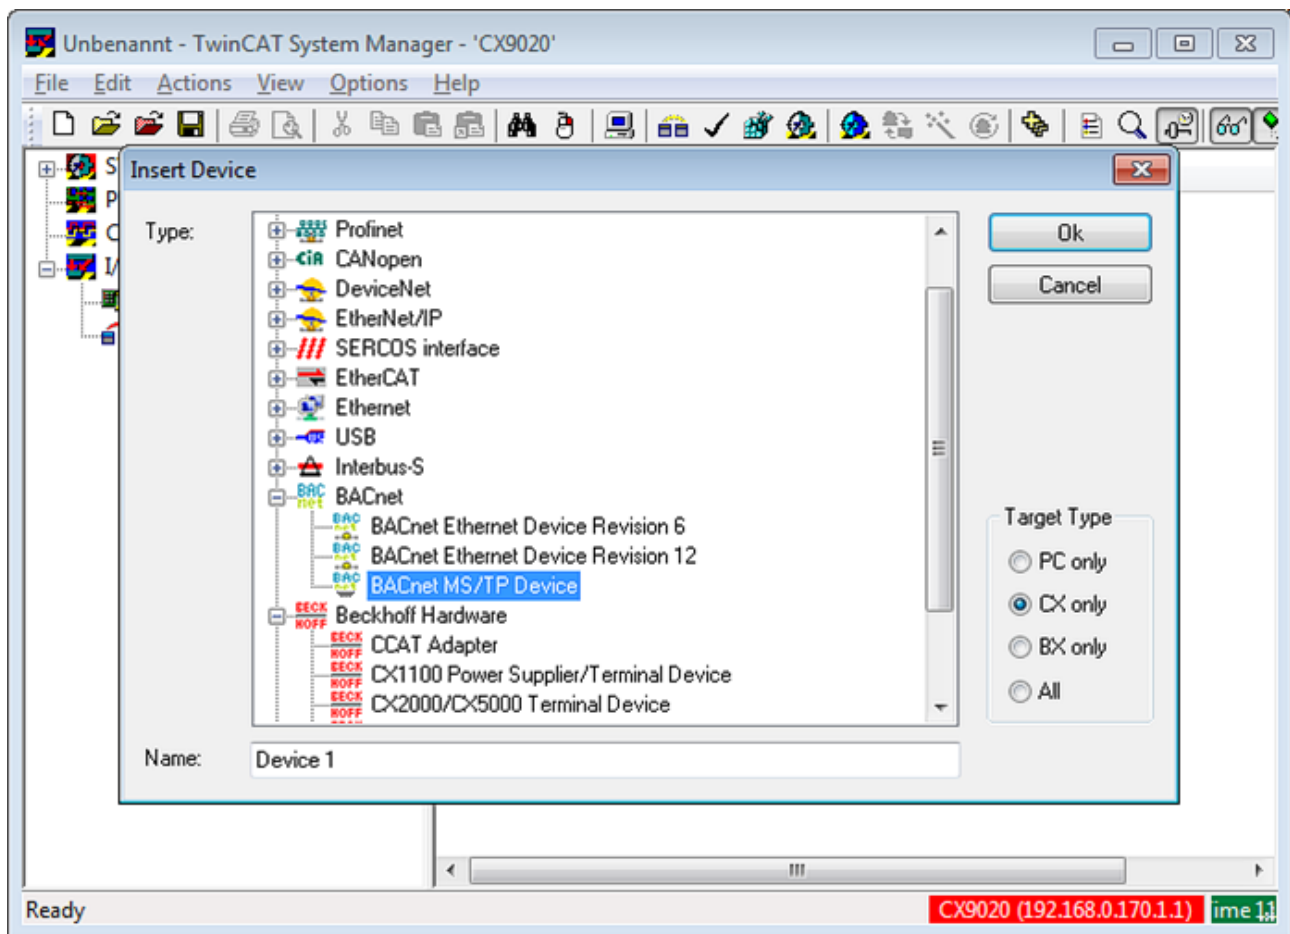 Unbenannt - TwinCAT System Manager - 'CX9020'
File Edit Actions View Options Help
Insert Device
Type:
Profinet
CANopen
DeviceNet
EtherNet/IP
SERCOS interface
EtherCAT
Ethernet
USB
Interbus-S
BACnet
BACnet Ethernet Device Revision 6
BACnet Ethernet Device Revision 12
BACnet MS/TP Device
Beckhoff Hardware
CCAT Adapter
CX1100 Power Supplier/Terminal Device
CX2000/CX5000 Terminal Device
Ok
Cancel
Target Type
PC only
CX only
BX only
All
Name:
Device 1
Ready
CX9020 (192.168.0.170.1.1)